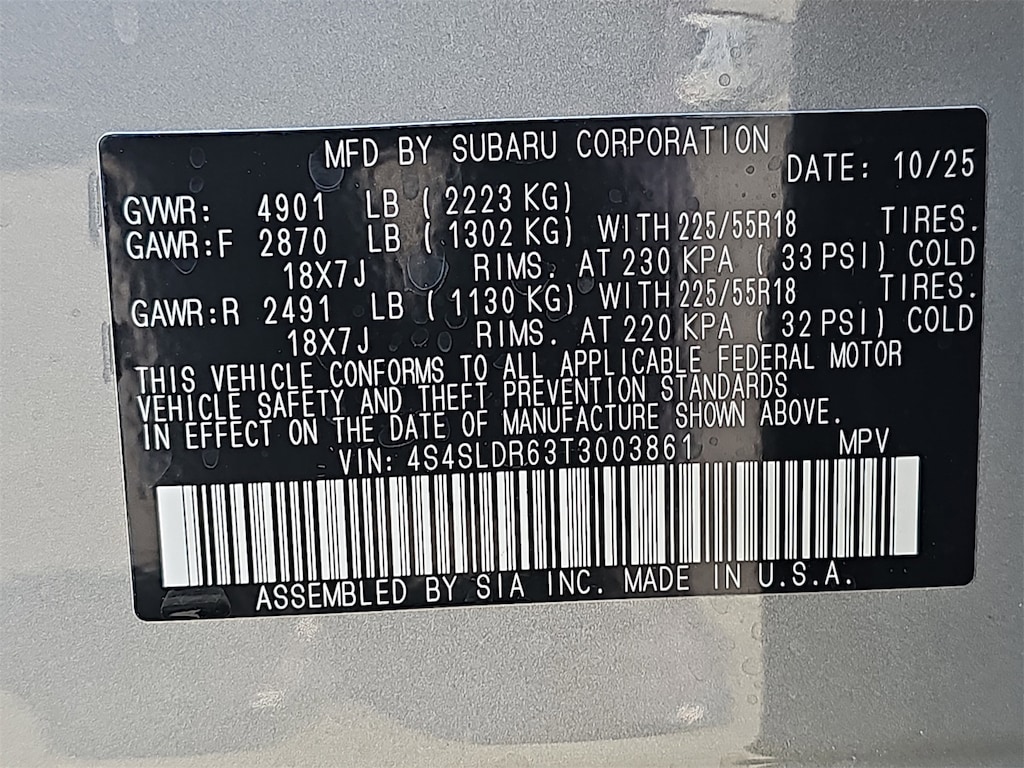 MFD BY SUBARU CORPORATION
DATE: 10/25
GVWR: 4901 LB ( 2223 KG)
GAWR:F 2870 LB ( 1302 KG) WITH 225/55R18 TIRES.
18X7J RIMS. AT 230 KPA ( 33 PSI) COLD
GAWR:R 2491 LB ( 1130 KG) WITH 225/55R18 TIRES.
18X7J RIMS. AT 220 KPA ( 32 PSI) COLD
THIS VEHICLE CONFORMS TO ALL APPLICABLE FEDERAL MOTOR
VEHICLE SAFETY AND THEFT PREVENTION STANDARDS
IN EFFECT ON THE DATE OF MANUFACTURE SHOWN ABOVE.
VIN: 4S4SLDR63T3003861 MPV
ASSEMBLED BY SIA INC. MADE IN U.S.A.